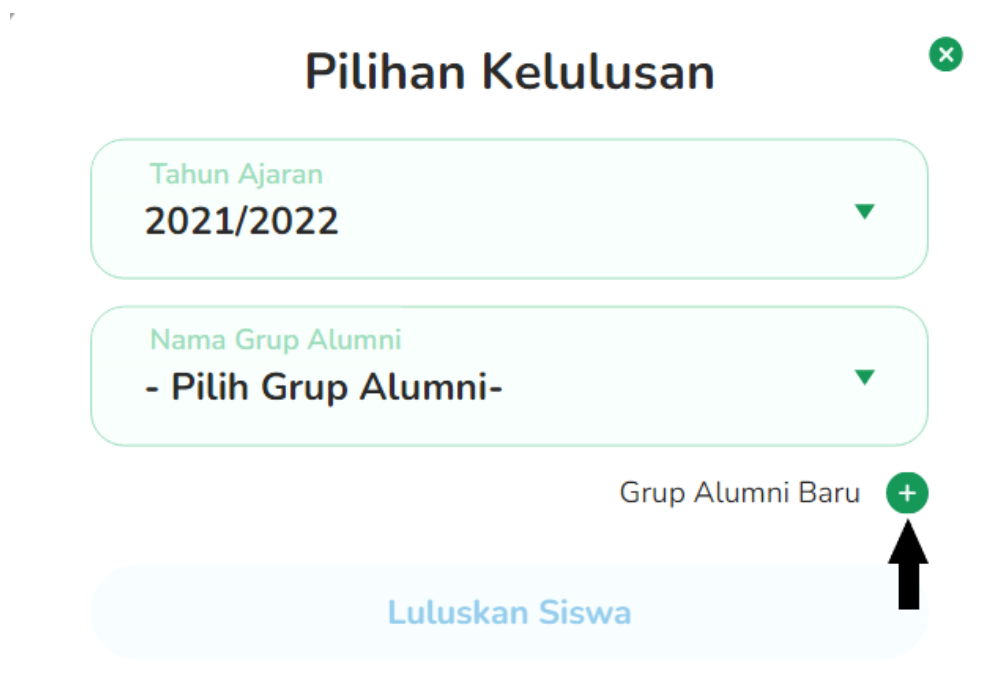 Pilihan Kelulusan
Tahun Ajaran
2021/2022
Nama Grup Alumni
- Pilih Grup Alumni-
Grup Alumni Baru
Luluskan Siswa